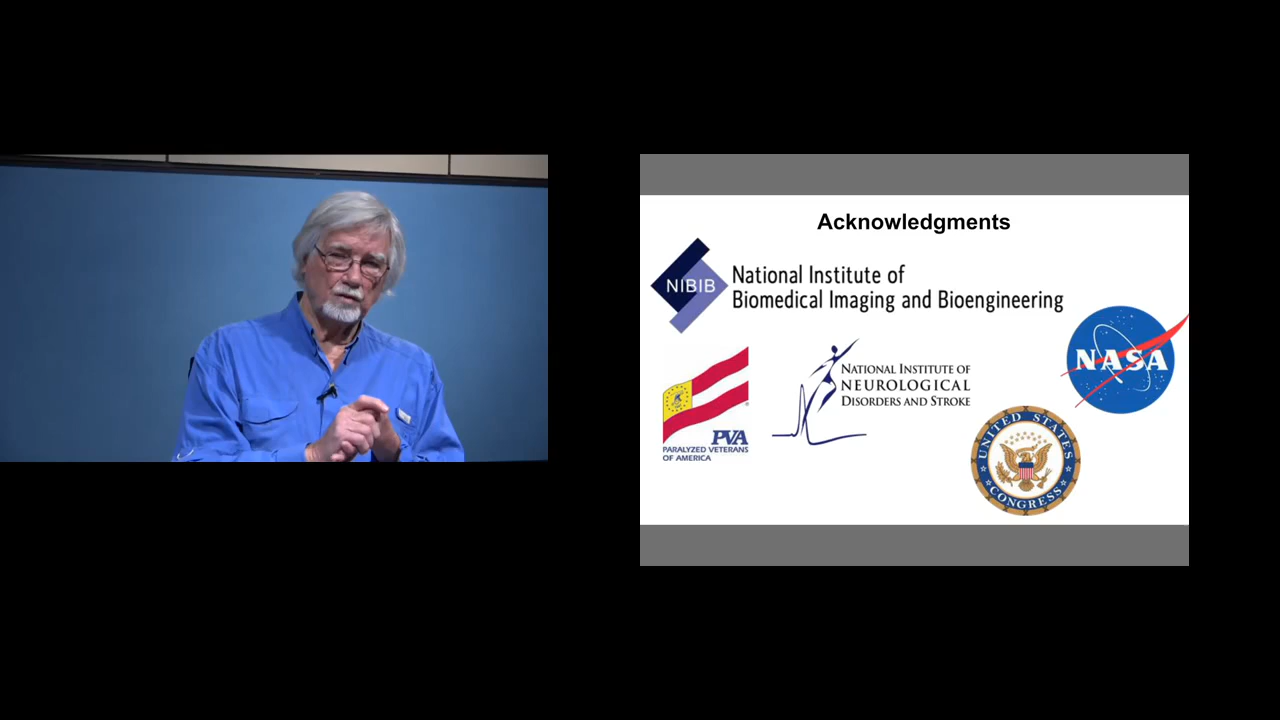 Acknowledgments
NIBIB
National Institute of
Biomedical Imaging and Bioengineering
NASA
NATIONAL INSTITUTE OF
NEUROLOGICAL
DISORDERS AND STROKE
PVA
PARALYZED VETERANS
OF AMERICA
UNITED STATES
CONGRESS